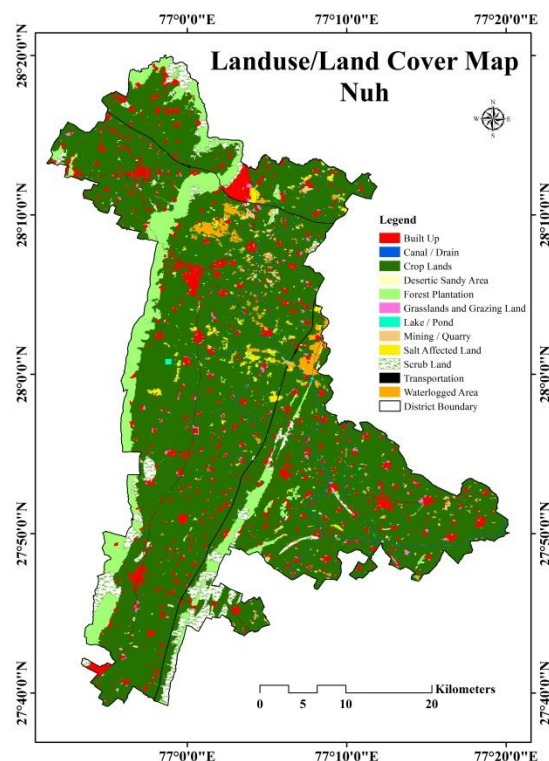 77°0'0"E
77°10'0"E
77°20'0"E
Landuse/Land Cover Map
Nuh
N
W
E
S
28°20'0"N
28°10'0"N
28°0'0"N
27°50'0"N
27°40'0"N
28°20'0"N
28°10'0"N
28°0'0"N
27°50'0"N
27°40'0"N
Legend
Built Up
Canal / Drain
Crop Lands
Desertic Sandy Area
Forest Plantation
Grasslands and Grazing Land
Lake / Pond
Mining / Quarry
Salt Affected Land
Scrub Land
Transportation
Waterlogged Area
District Boundary
Kilometers
0 5 10 20
77°0'0"E
77°10'0"E
77°20'0"E